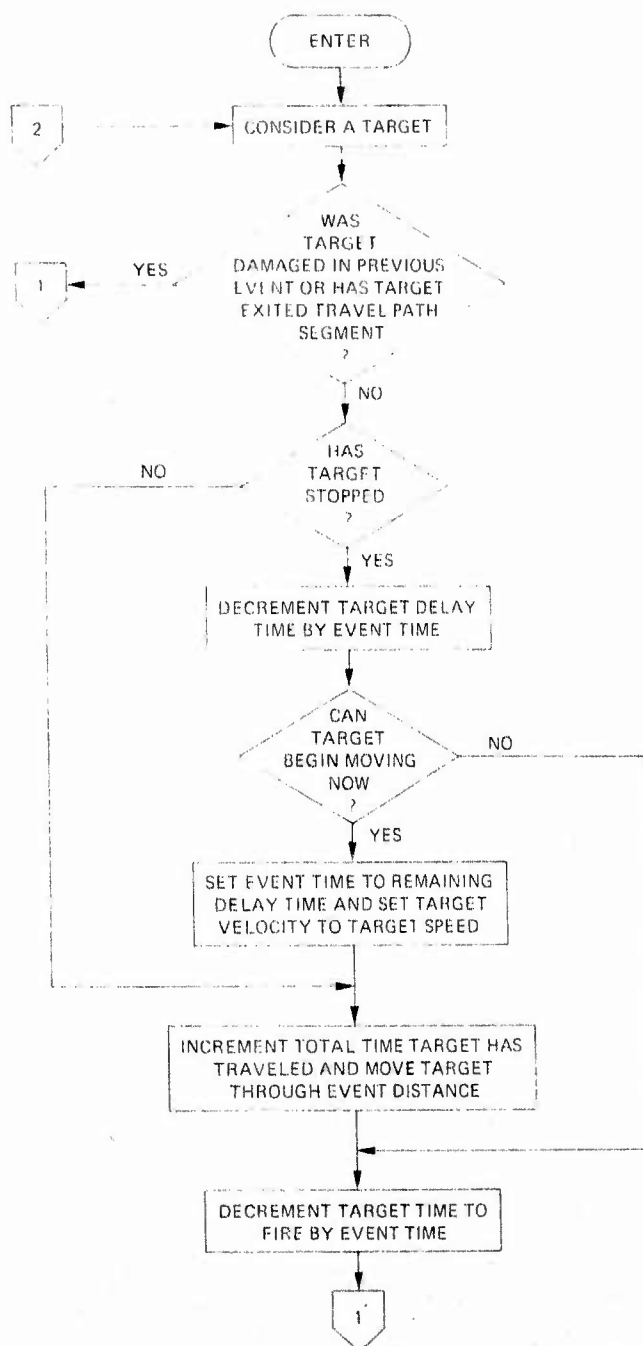 ENTER
2
CONSIDER A TARGET
WAS
TARGET
DAMAGED IN PREVIOUS
EVENT OR HAS TARGET
EXITED TRAVEL PATH
SEGMENT
?
YES
1
NO
HAS
TARGET
STOPPED
?
NO
YES
DECREMENT TARGET DELAY
TIME BY EVENT TIME
CAN
TARGET
BEGIN MOVING
NOW
?
NO
YES
SET EVENT TIME TO REMAINING
DELAY TIME AND SET TARGET
VELOCITY TO TARGET SPEED
INCREMENT TOTAL TIME TARGET HAS
TRAVELED AND MOVE TARGET
THROUGH EVENT DISTANCE
DECREMENT TARGET TIME TO
FIRE BY EVENT TIME
1